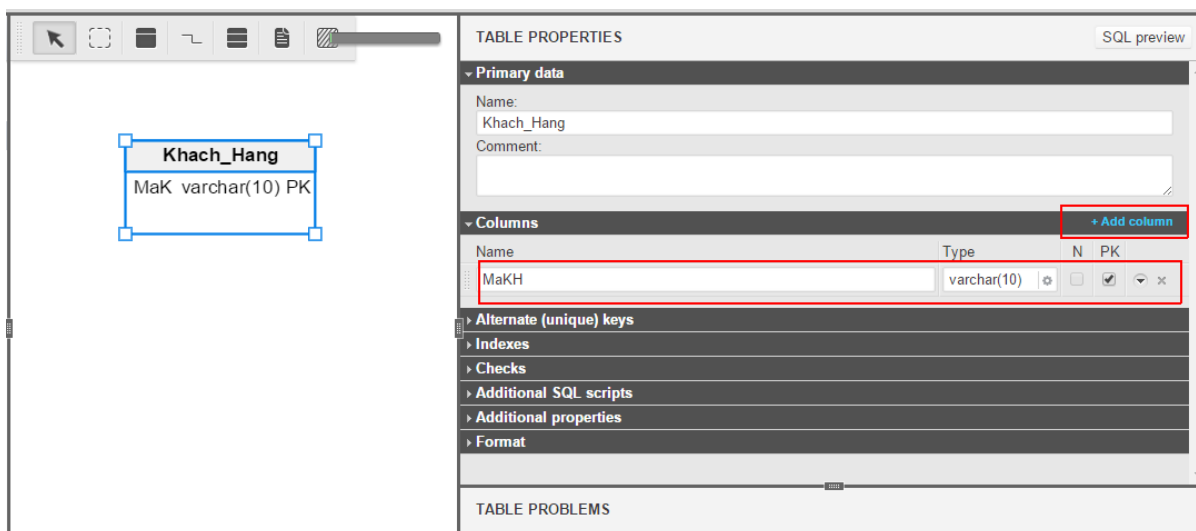 TABLE PROPERTIES
SQL preview
Primary data
Name:
Khach_Hang
Comment:
Khach_Hang
MaK varchar(10) PK
Columns
+ Add column
Name Type N PK
MaKH varchar(10)
Alternate (unique) keys
Indexes
Checks
Additional SQL scripts
Additional properties
Format
TABLE PROBLEMS